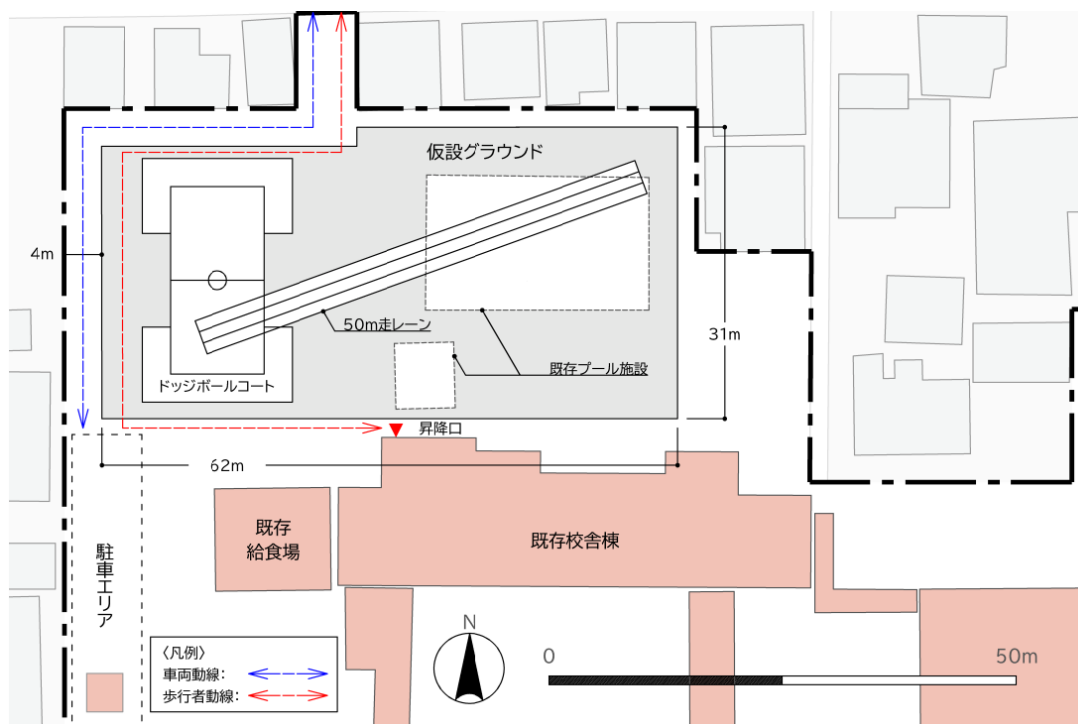 仮設グラウンド
4m
50m走レーン
31m
既存プール施設
ドッジボールコート
昇降口
62m
既存
給食場
既存校舎棟
駐車エリア
〈凡例〉
車両動線:
歩行者動線:
N
0
50m